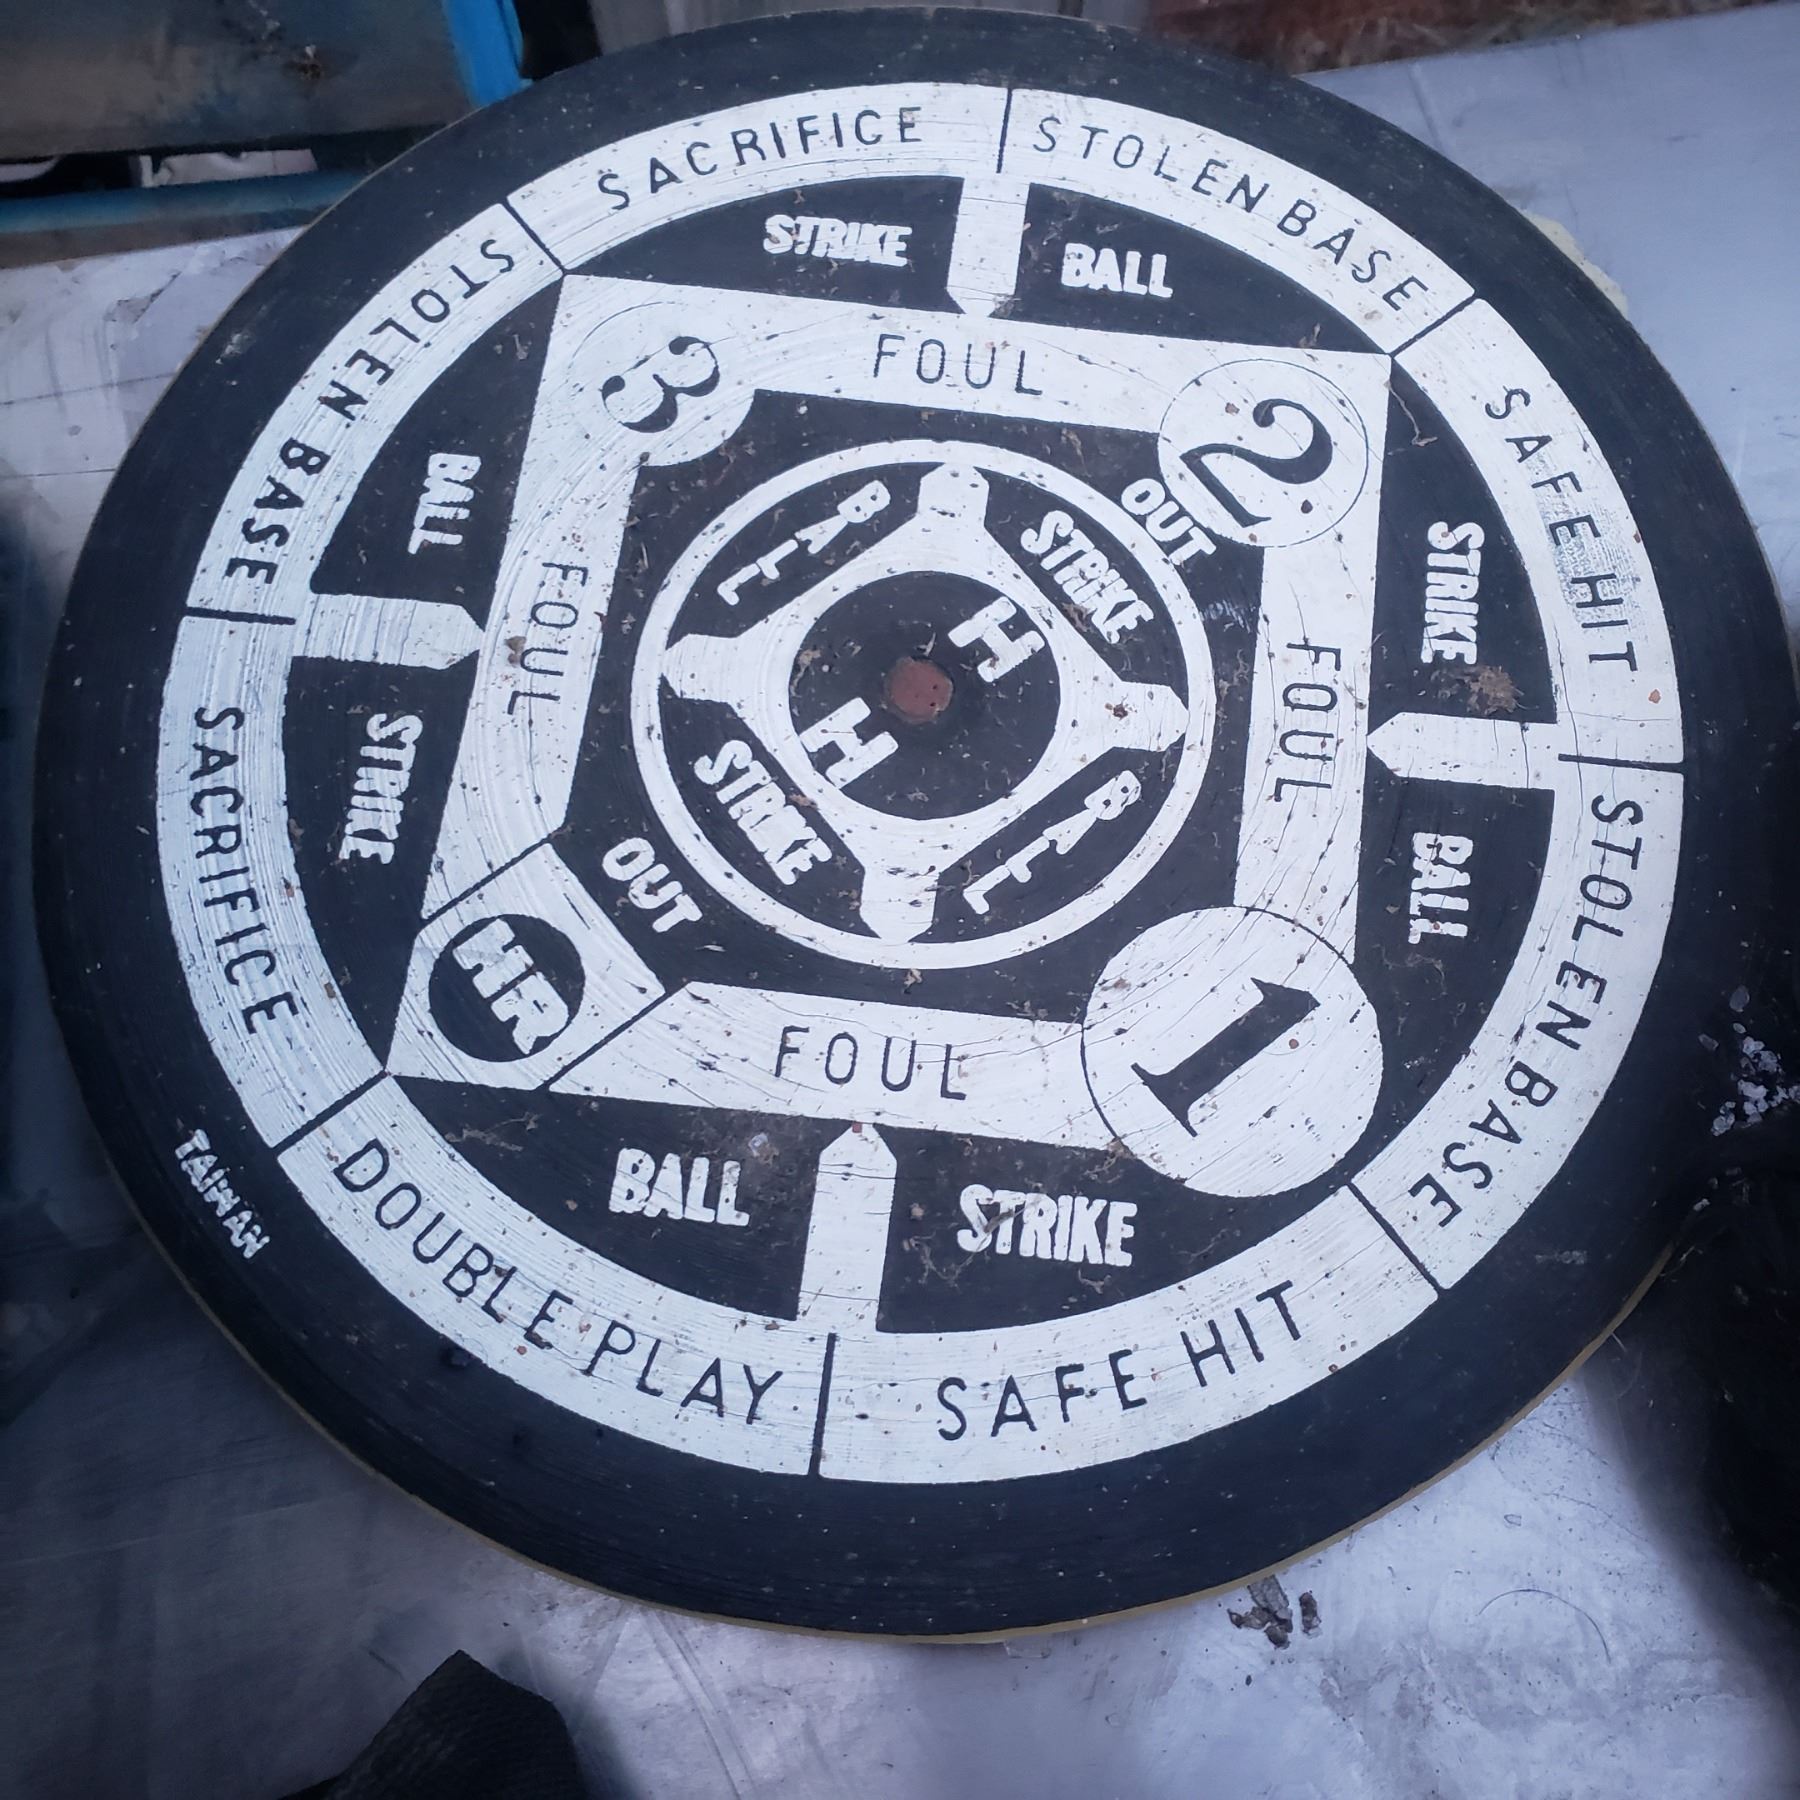 SACRIFICE
STOLEN BASE
SAFE HIT
STOLEN BASE
SAFE HIT
DOUBLE PLAY
SACRIFICE
STOLEN BASE
STRIKE
BALL
STRIKE
BALL
STRIKE
BALL
STRIKE
BALL
3
FOUL
2
FOUL
1
FOUL
HR
FOUL
OUT
OUT
BALL
STRIKE
BALL
STRIKE
H
H
TAIWAN